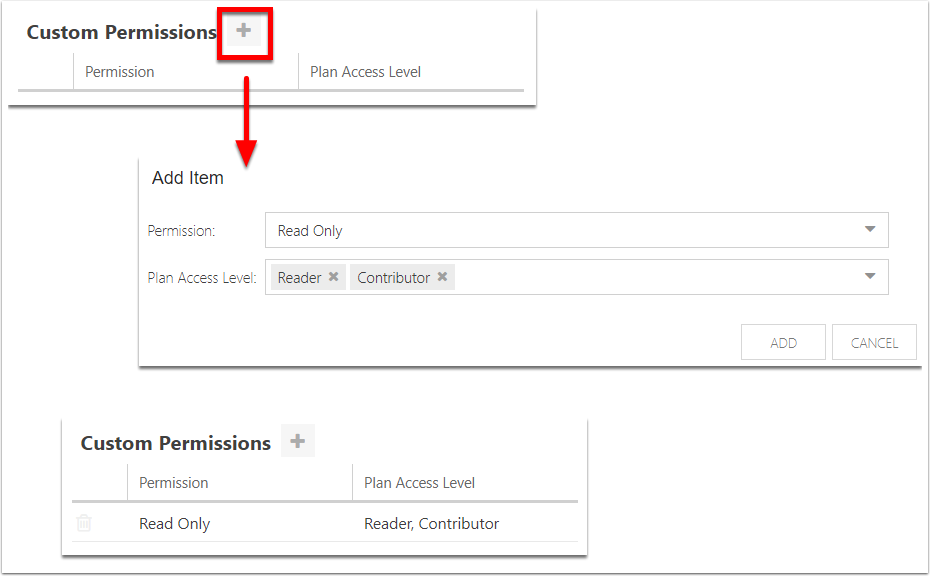 Custom Permissions
Permission Plan Access Level
Add Item
Permission: Read Only
Plan Access Level: Reader Contributor
ADD CANCEL
Custom Permissions
Permission Plan Access Level
Read Only Reader, Contributor